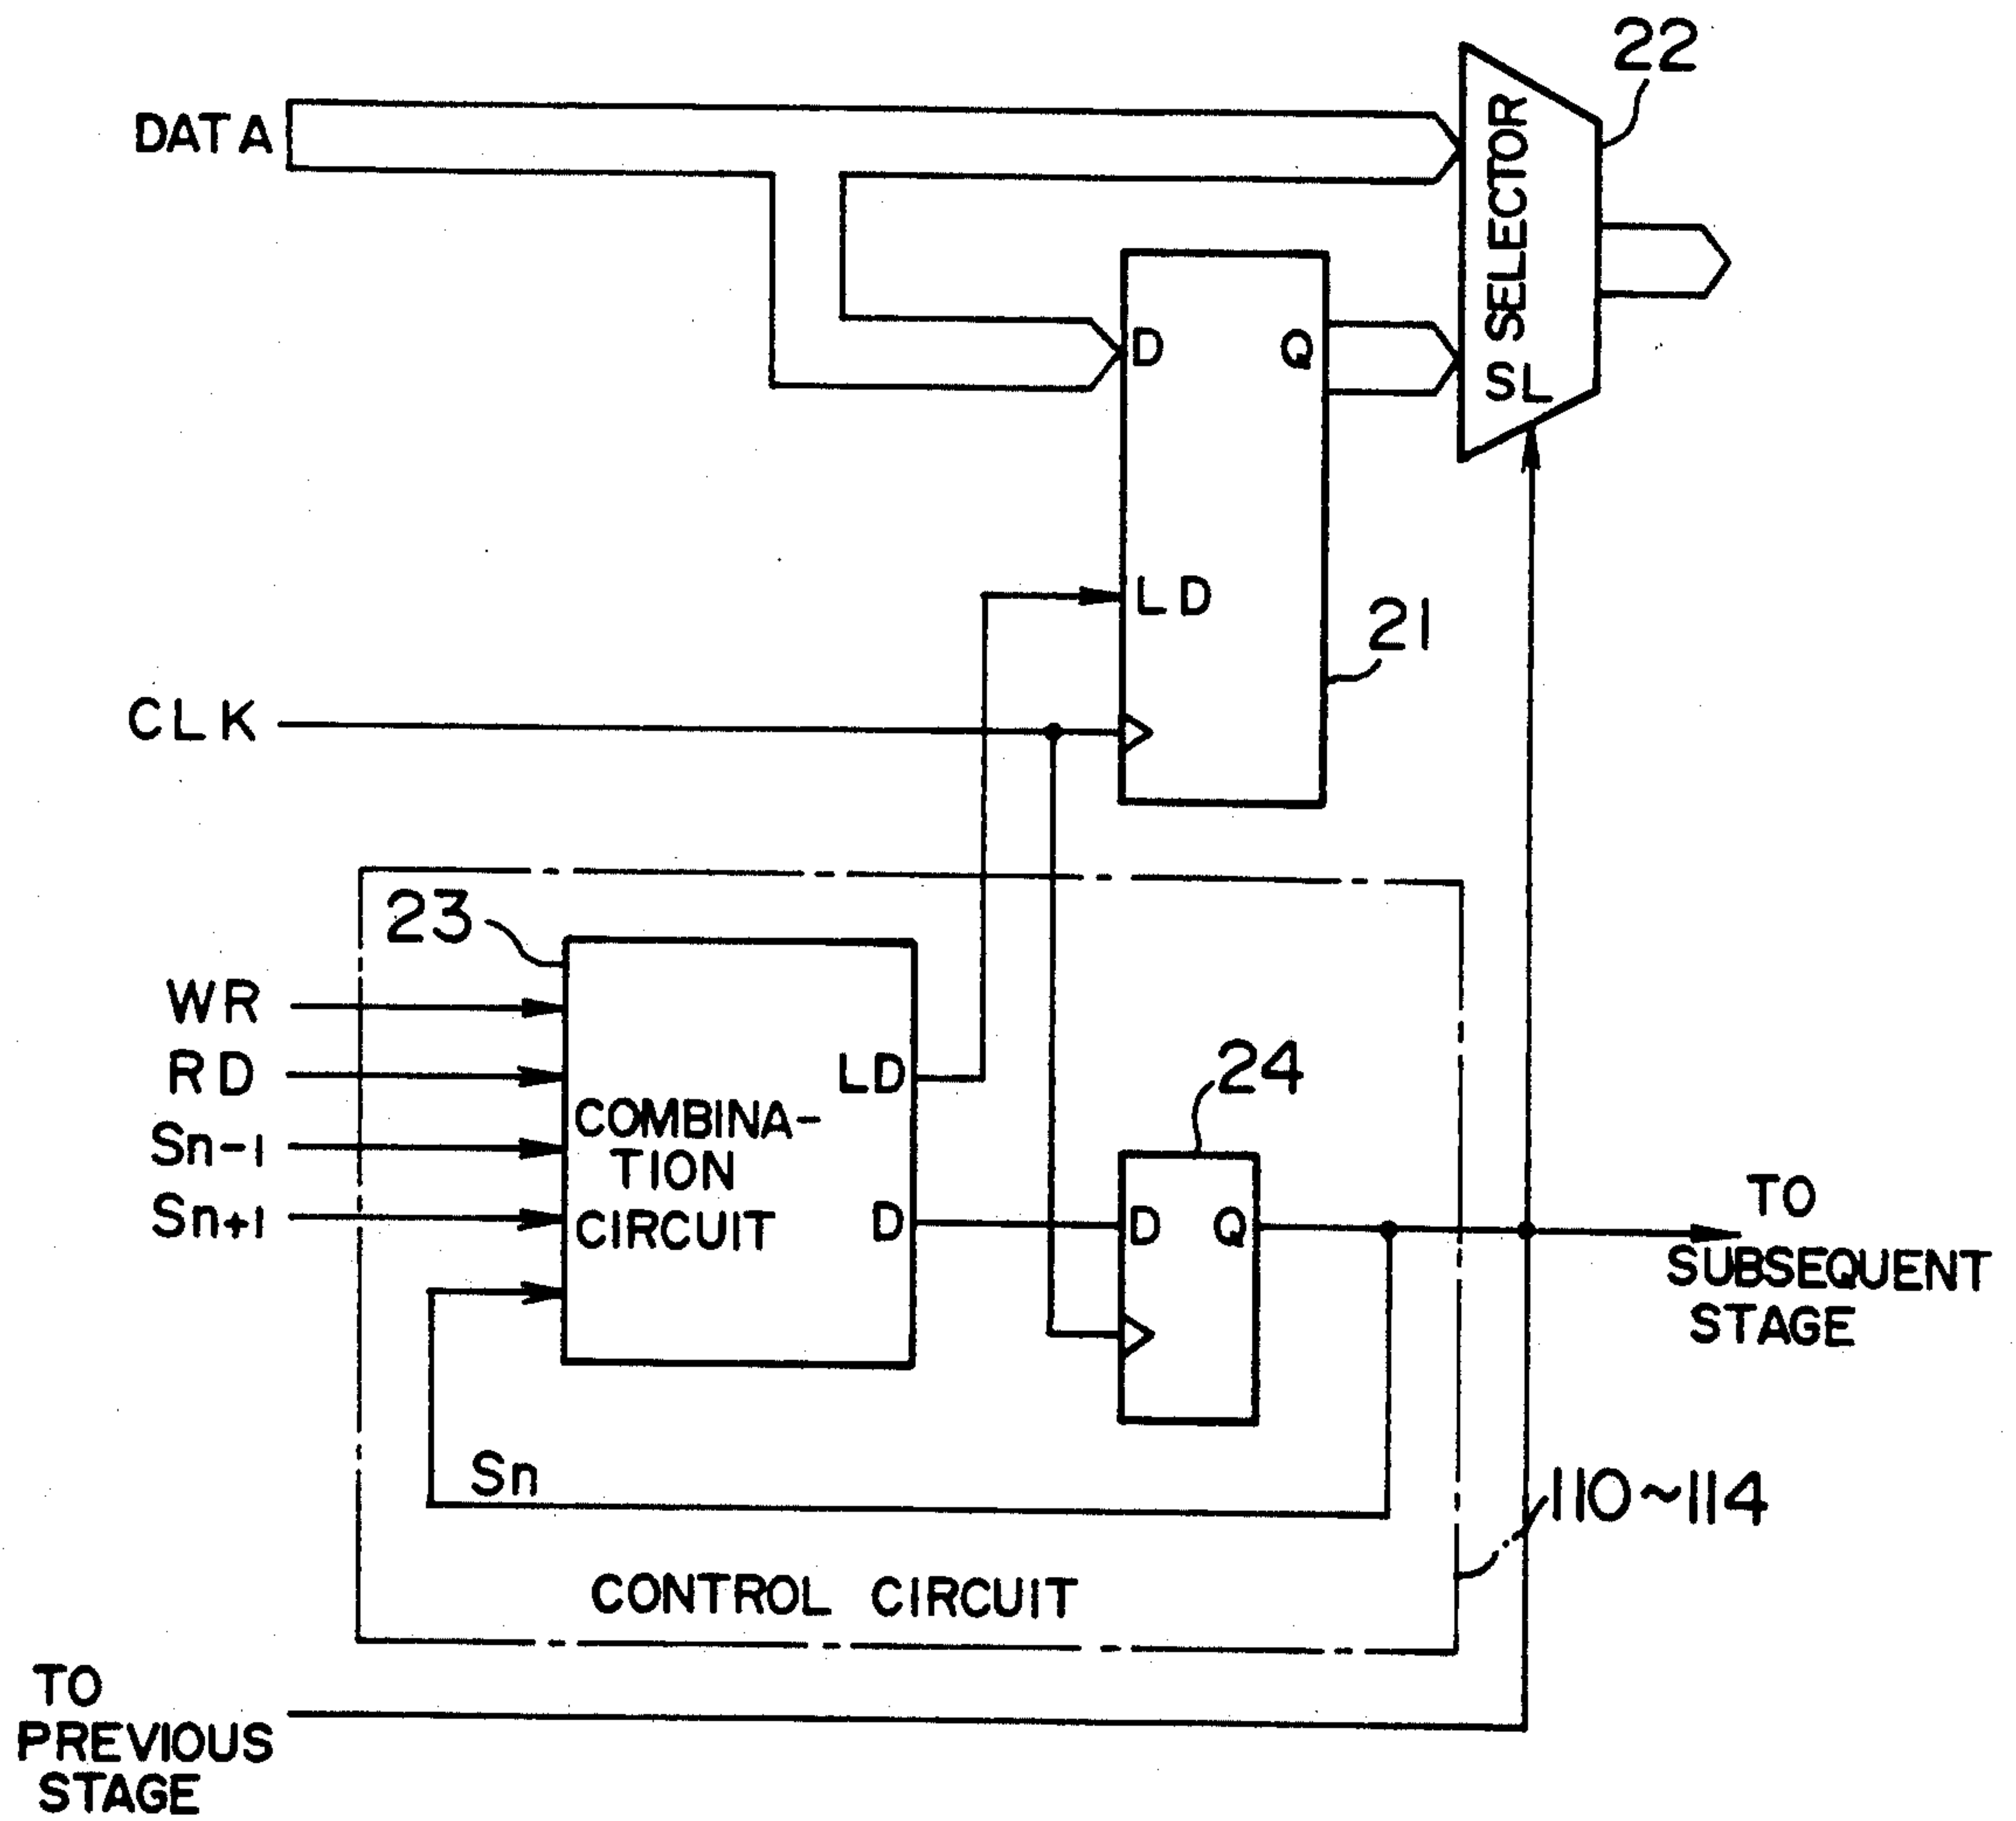 22
DATA
SELECTOR
SL
D
Q
LD
21
CLK
23
WR
RD
Sn-1
Sn+1
LD
COMBINA-
TION
CIRCUIT
D
24
D
Q
TO
SUBSEQUENT
STAGE
Sn
110~114
CONTROL CIRCUIT
TO
PREVIOUS
STAGE